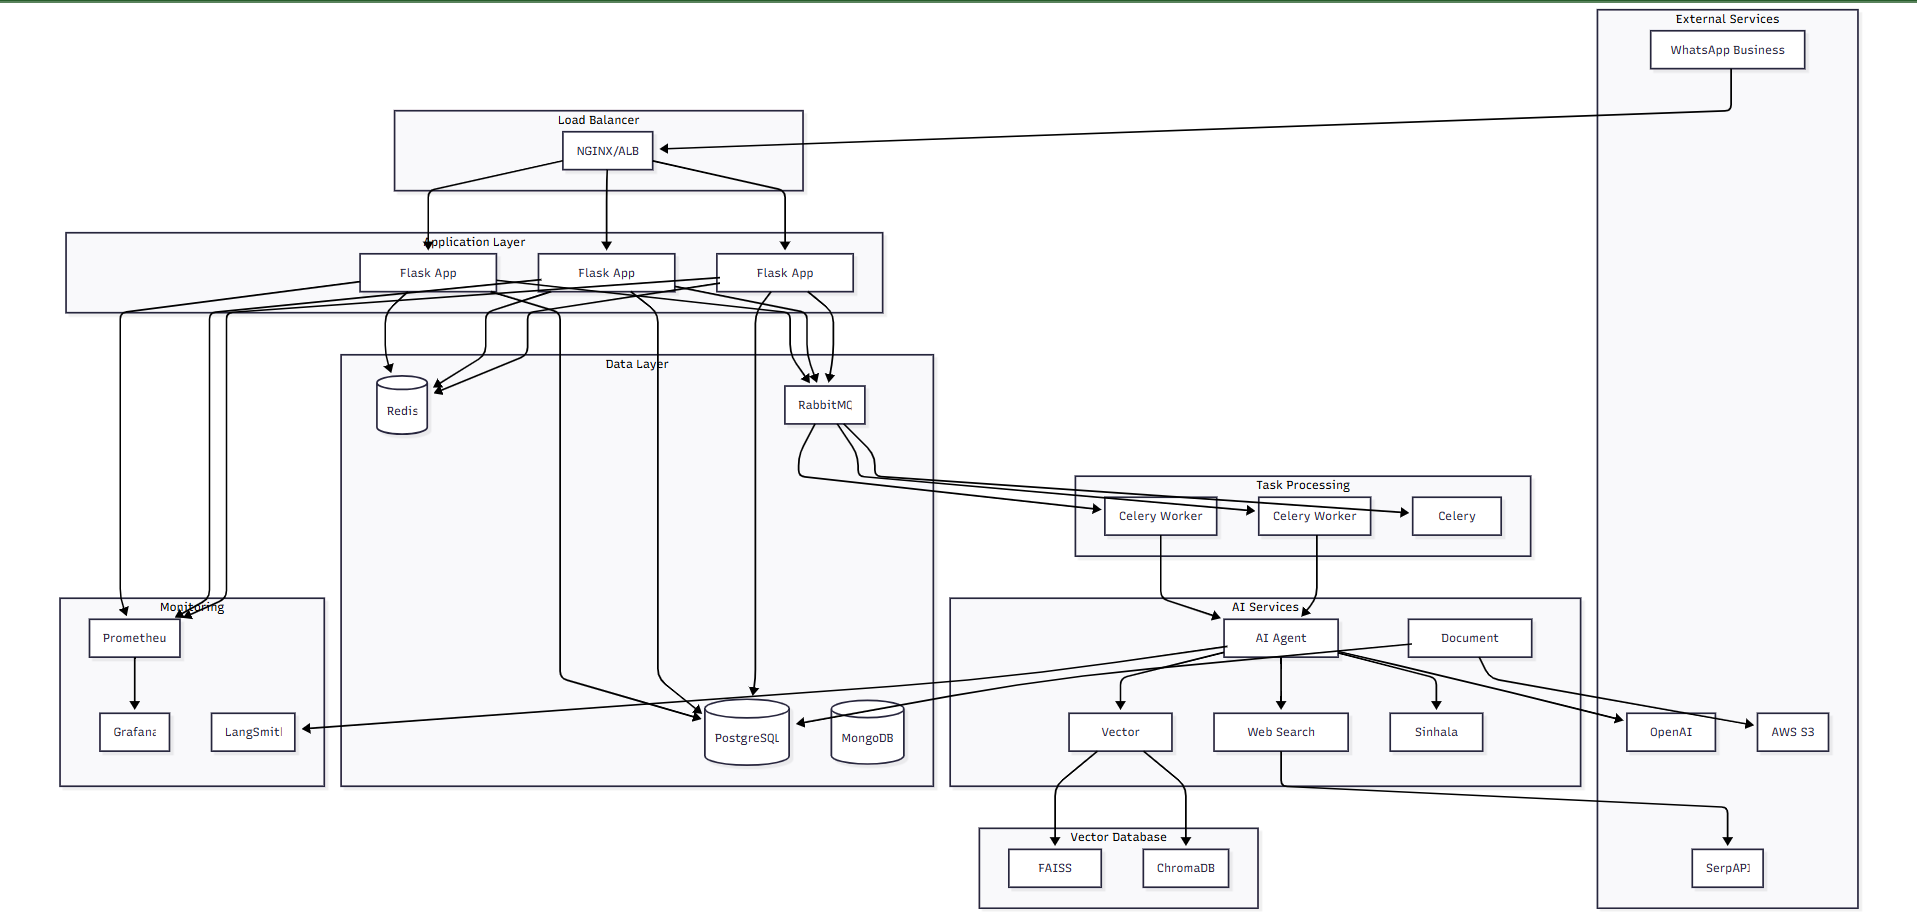 External Services
WhatsApp Business
Load Balancer
NGINX/ALB
Application Layer
Flask App
Flask App
Flask App
Data Layer
Redis
RabbitMQ
Task Processing
Celery Worker
Celery Worker
Celery
Monitoring
AI Services
Prometheu
AI Agent
Document
Grafana
LangSmitl
PostgreSQL
MongoDB
Vector
Web Search
Sinhala
OpenAI
AWS S3
Vector Database
FAISS
ChromaDB
SerpAPI